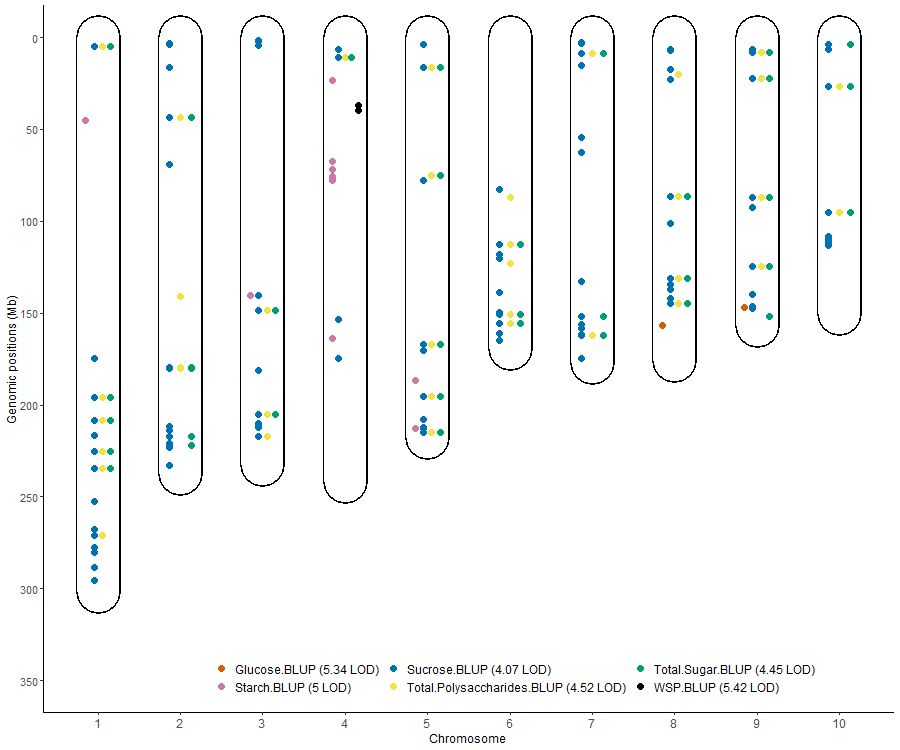 0
50
100
150
200
250
300
350
Genomic positions (Mb)
Glucose.BLUP (5.34 LOD) Sucrose.BLUP (4.07 LOD) Total.Sugar.BLUP (4.45 LOD)
Starch.BLUP (5 LOD) Total.Polysaccharides.BLUP (4.52 LOD) WSP.BLUP (5.42 LOD)
1 2 3 4 5 6 7 8 9 10
Chromosome